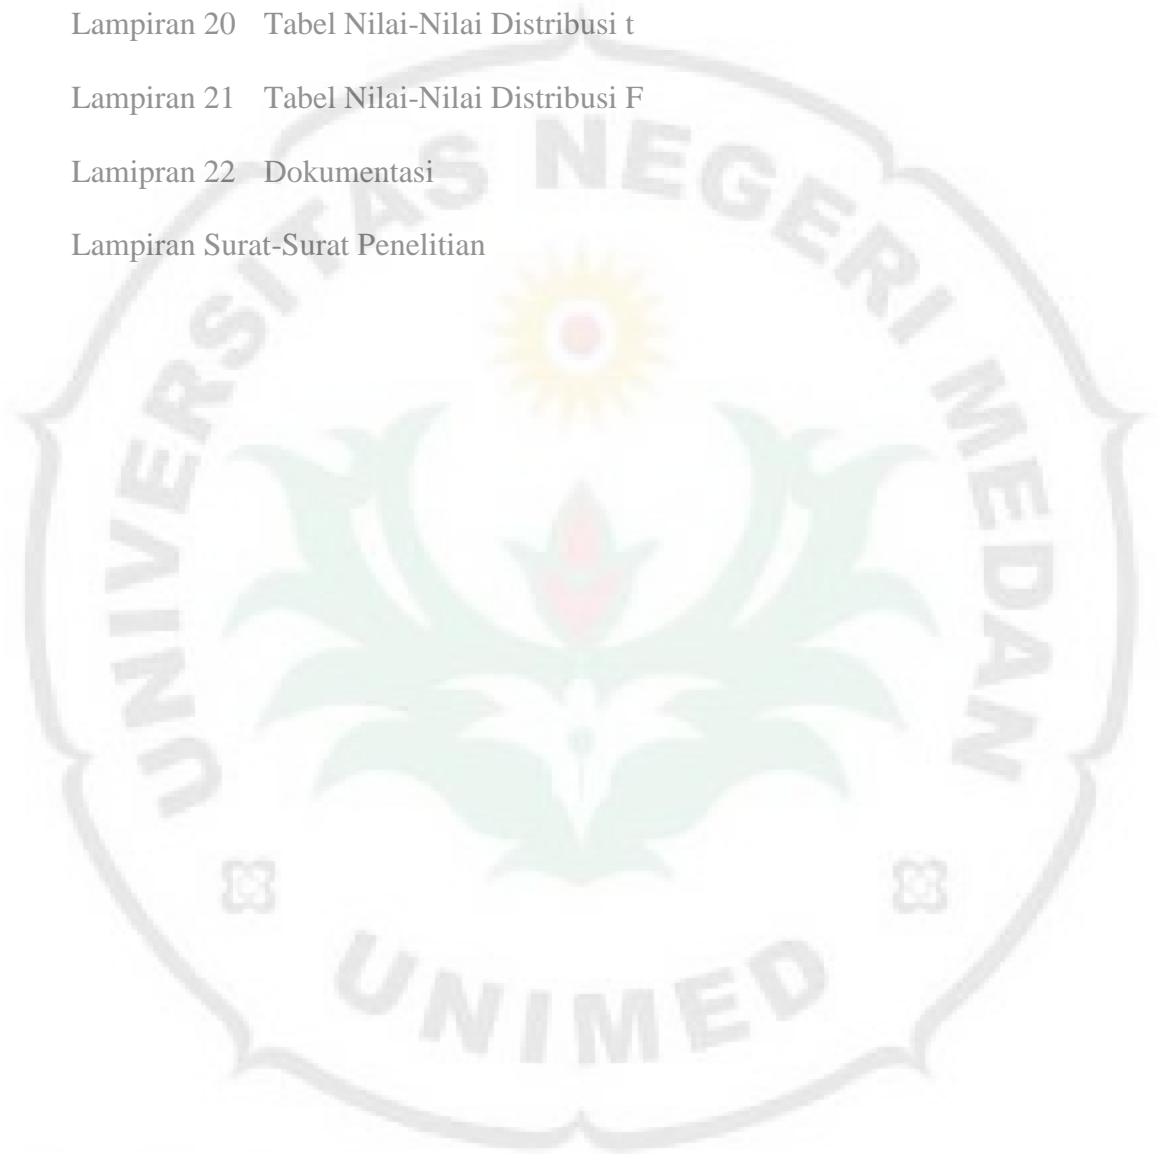 Lampiran 20 Tabel Nilai-Nilai Distribusi t
Lampiran 21 Tabel Nilai-Nilai Distribusi F
Lamipran 22 Dokumentasi
Lampiran Surat-Surat Penelitian
UNIVERSITAS NEGERI MEDAN
UNIMED